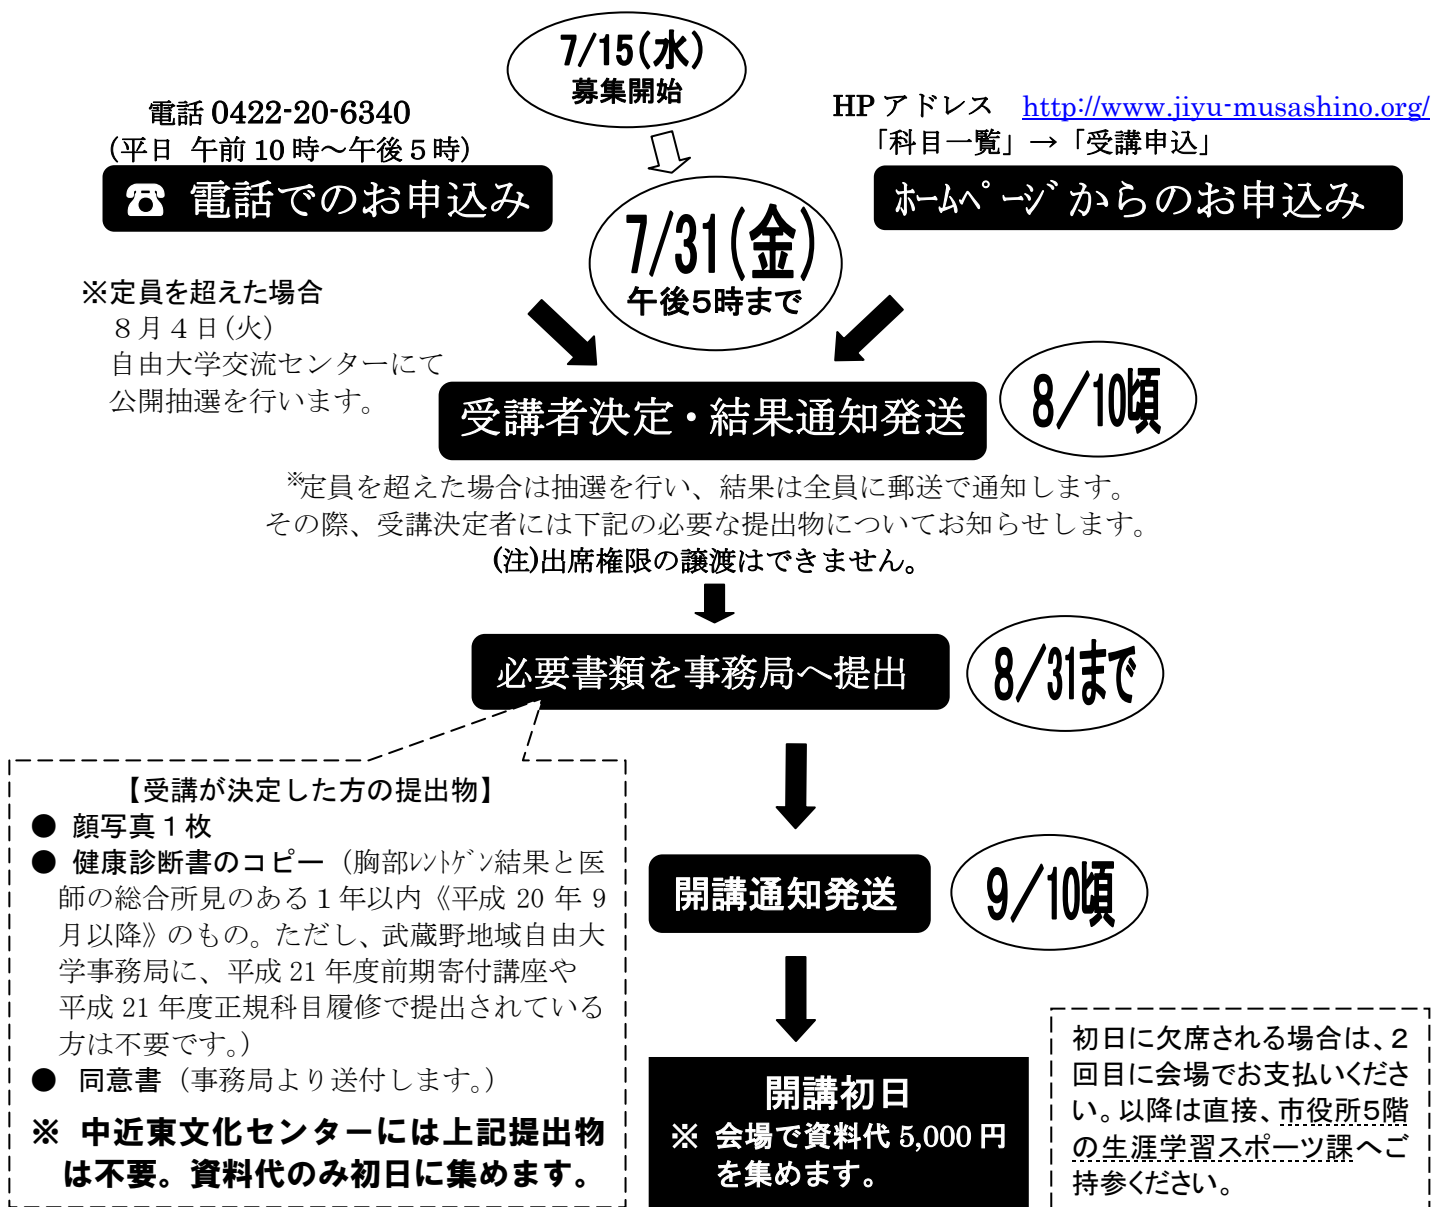 7/15(水)
募集開始
電話 0422-20-6340
(平日 午前 10 時～午後 5 時)
☎ 電話でのお申込み
HP アドレス http://www.jiyu-musashino.org/
「科目一覧」→「受講申込」
ﾎｰﾑﾍﾟｰｼﾞからのお申込み
7/31(金)
午後5時まで
※定員を超えた場合
８月４日(火)
自由大学交流センターにて
公開抽選を行います。
受講者決定・結果通知発送
8／10頃
※定員を超えた場合は抽選を行い、結果は全員に郵送で通知します。
その際、受講決定者には下記の必要な提出物についてお知らせします。
(注)出席権限の譲渡はできません。
必要書類を事務局へ提出
8／31まで
【受講が決定した方の提出物】
● 顔写真１枚
● 健康診断書のコピー（胸部ﾚﾝﾄｹﾞﾝ結果と医
師の総合所見のある１年以内《平成 20 年 9
月以降》のもの。ただし、武蔵野地域自由大
学事務局に、平成 21 年度前期寄付講座や
平成 21 年度正規科目履修で提出されている
方は不要です。）
● 同意書（事務局より送付します。）
※ 中近東文化センターには上記提出物
は不要。資料代のみ初日に集めます。
開講通知発送
9／10頃
開講初日
※ 会場で資料代 5,000 円
を集めます。
初日に欠席される場合は、２
回目に会場でお支払いくださ
い。以降は直接、市役所5階
の生涯学習スポーツ課へご
持参ください。